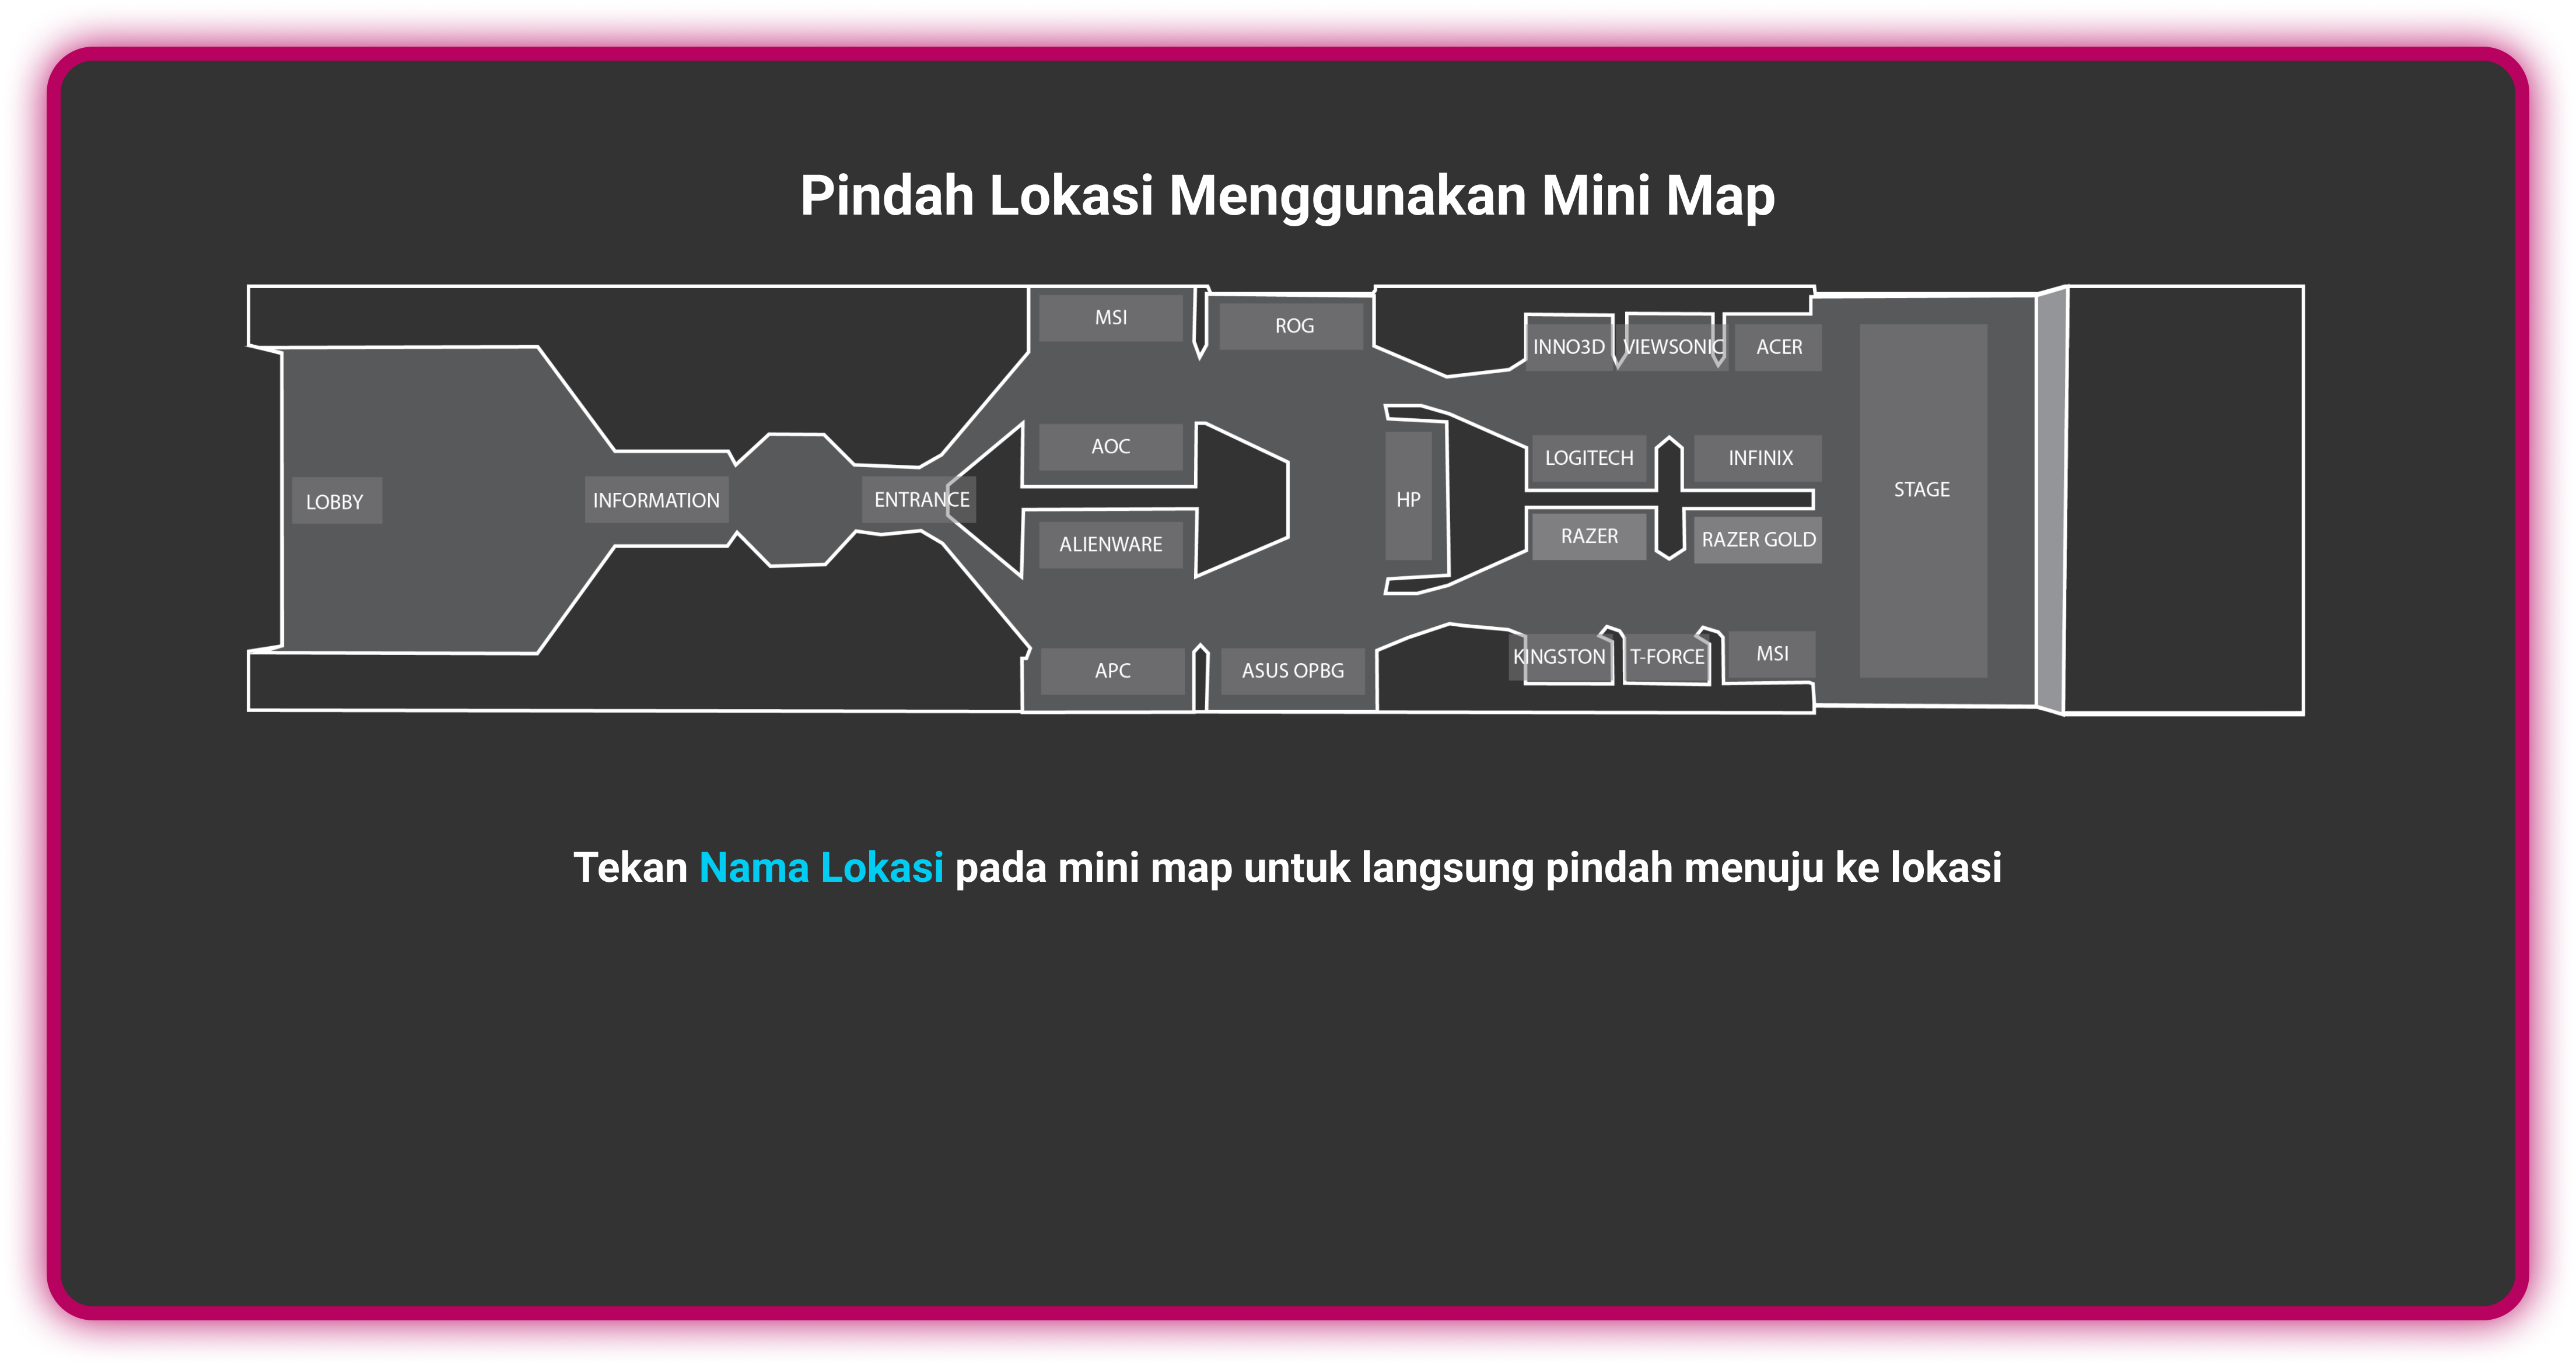 Pindah Lokasi Menggunakan Mini Map
MSI
ROG
INNO3D
VIEWSONIC
ACER
AOC
LOGITECH
INFINIX
LOBBY
INFORMATION
ENTRANCE
HP
STAGE
ALIENWARE
RAZER
RAZER GOLD
APC
ASUS OPBG
KINGSTON
T-FORCE
MSI
Tekan Nama Lokasi pada mini map untuk langsung pindah menuju ke lokasi